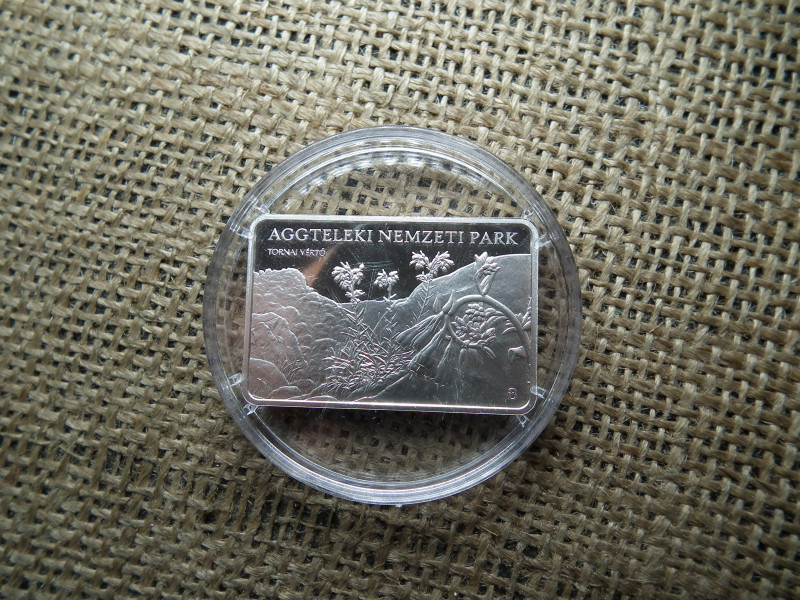 AGGTELEKI NEMZETI PARK
TORNAI VÉRTŐ